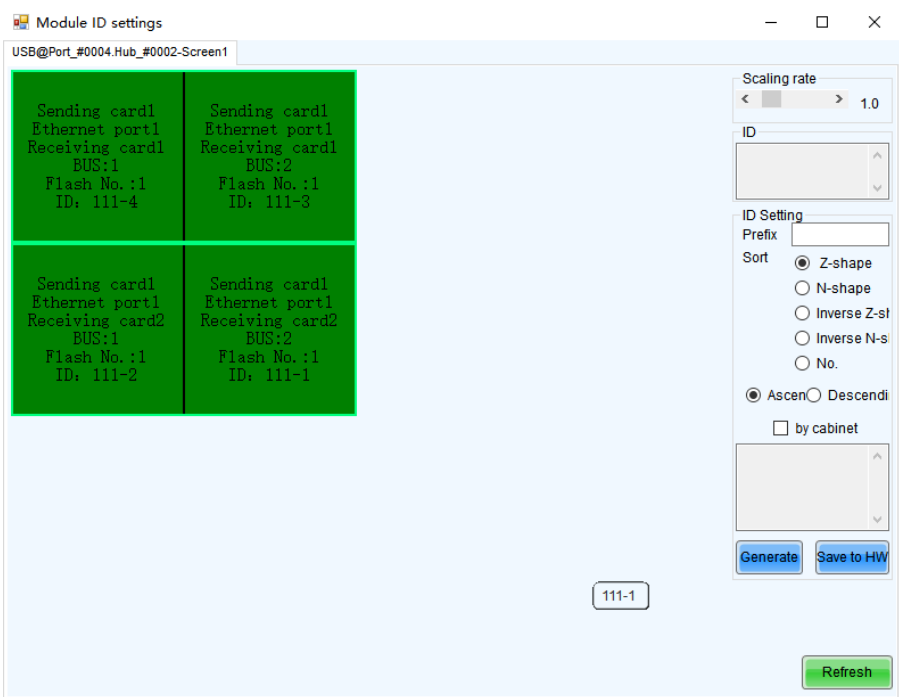 Module ID settings
USB@Port_#0004.Hub_#0002-Screen1
Sending card1
Ethernet port1
Receiving card1
BUS:1
Flash No.:1
ID: 111-4
Sending card1
Ethernet port1
Receiving card1
BUS:2
Flash No.:1
ID: 111-3
Sending card1
Ethernet port1
Receiving card2
BUS:1
Flash No.:1
ID: 111-2
Sending card1
Ethernet port1
Receiving card2
BUS:2
Flash No.:1
ID: 111-1
Scaling rate
1.0
ID
ID Setting
Prefix
Sort
Z-shape
N-shape
Inverse Z-sh
Inverse N-s
No.
Ascen Descendi
by cabinet
Generate Save to HW
111-1
Refresh